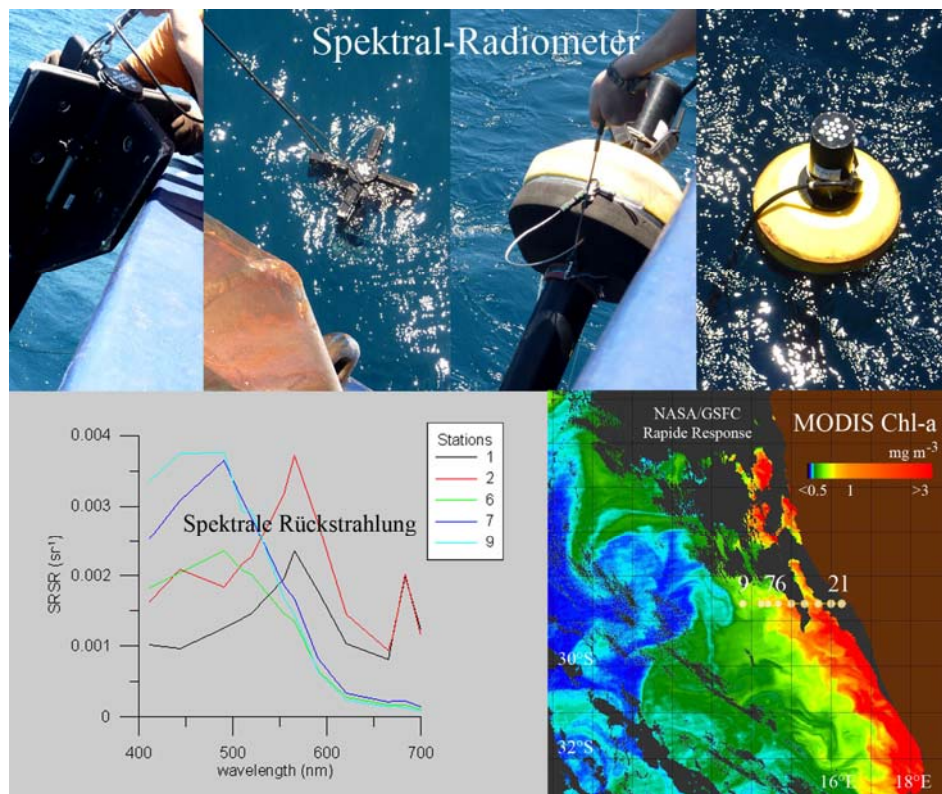 Spektral-Radiometer
0.004
0.003
0.002
0.001
0
SRSR (sr⁻¹)
400
500
600
700
wavelength (nm)
Spektrale Rückstrahlung
Stations
1
2
6
7
9
NASA/GSFC
Rapide Response
MODIS Chl-a
mg m⁻³
<0.5 1 >3
9 76 21
30°S
32°S
16°E 18°E